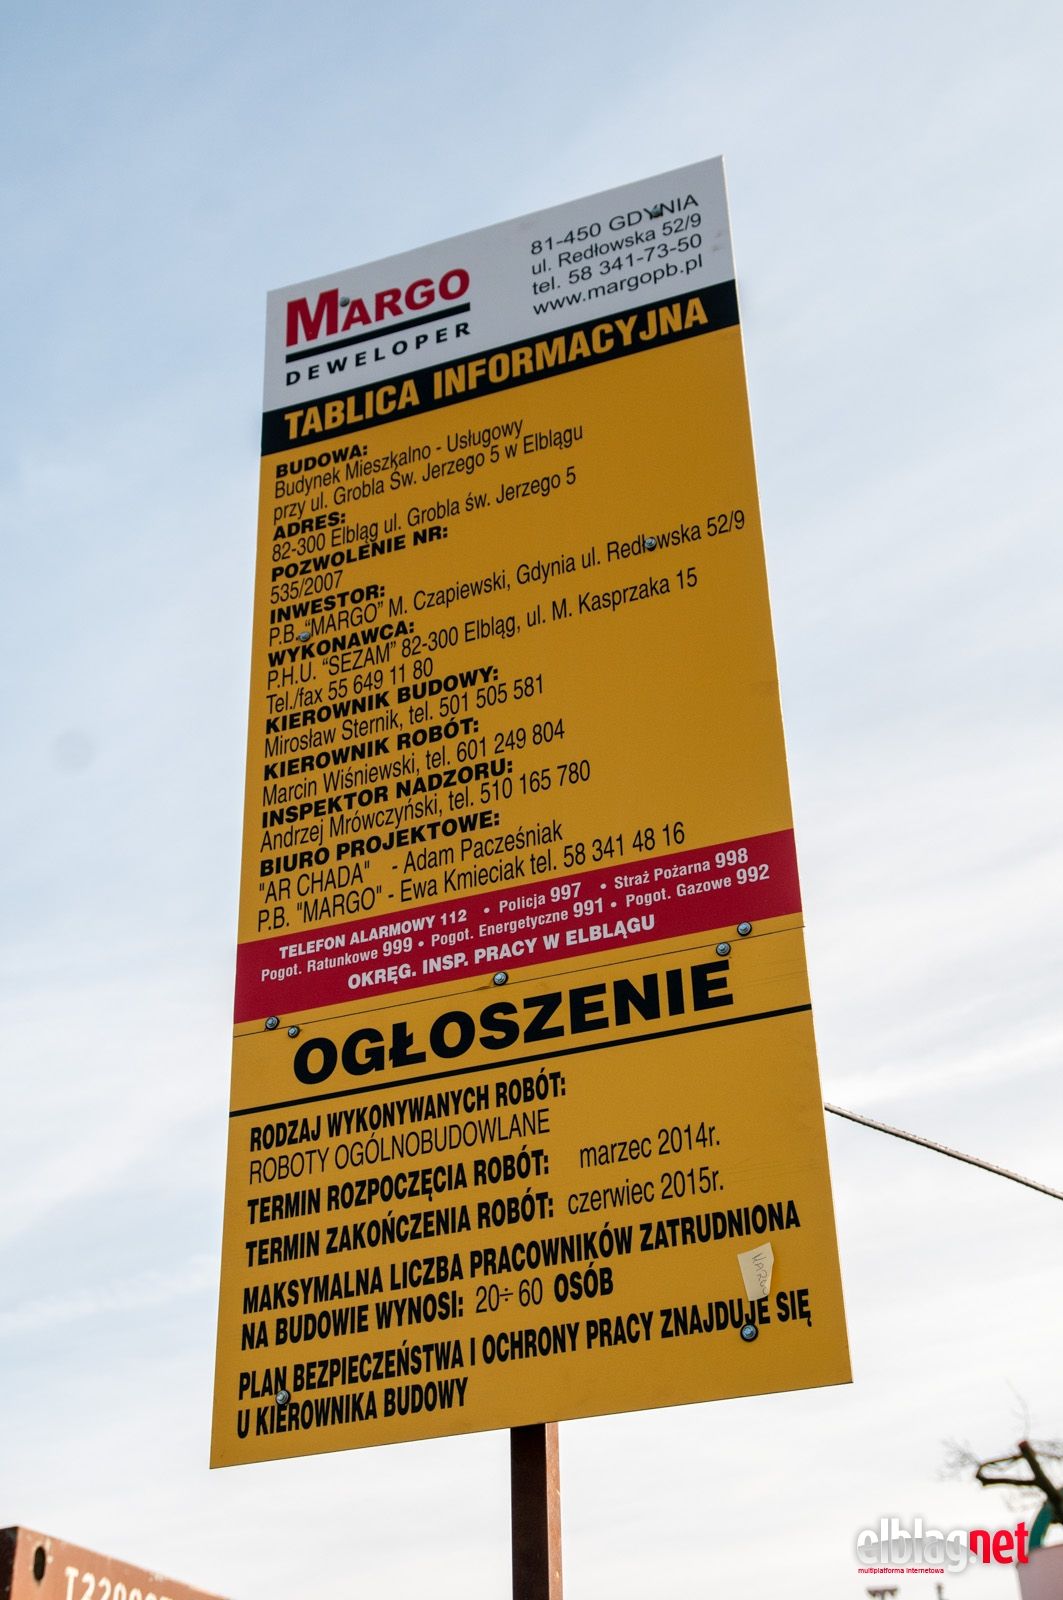 MARGO
DEWELOPER
81-450 GDYNIA
ul. Redłowska 52/9
tel. 58 341-73-50
www.margopb.pl
TABLICA INFORMACYJNA
BUDOWA:
Budynek Mieszkalno - Usługowy
przy ul. Grobla Św. Jerzego 5 w Elblągu
ADRES:
82-300 Elbląg ul. Grobla św. Jerzego 5
POZWOLENIE NR:
535/2007
INWESTOR:
P.B. "MARGO" M. Czapiewski, Gdynia ul. Redłowska 52/9
WYKONAWCA:
P.H.U. "SEZAM" 82-300 Elbląg, ul. M. Kasprzaka 15
Tel./fax 55 649 11 80
KIEROWNIK BUDOWY:
Mirosław Sternik, tel. 501 505 581
KIEROWNIK ROBÓT:
Marcin Wiśniewski, tel. 601 249 804
INSPEKTOR NADZORU:
Andrzej Mrówczyński, tel. 510 165 780
BIURO PROJEKTOWE:
"AR CHADA" - Adam Pacześniak
P.B. "MARGO" - Ewa Kmieciak tel. 58 341 48 16
TELEFON ALARMOWY 112 • Policja 997 • Straż Pożarna 998
Pogot. Ratunkowe 999 • Pogot. Energetyczne 991 • Pogot. Gazowe 992
OKRĘG. INSP. PRACY W ELBLĄGU
OGŁOSZENIE
RODZAJ WYKONYWANYCH ROBÓT:
ROBOTY OGÓLNOBUDOWLANE
TERMIN ROZPOCZĘCIA ROBÓT: marzec 2014r.
TERMIN ZAKOŃCZENIA ROBÓT: czerwiec 2015r.
MAKSYMALNA LICZBA PRACOWNIKÓW ZATRUDNIONA
NA BUDOWIE WYNOSI: 20÷60 OSÓB
PLAN BEZPIECZEŃSTWA I OCHRONY PRACY ZNAJDUJE SIĘ
U KIEROWNIKA BUDOWY
elblag.net
multiplatforma internetowa